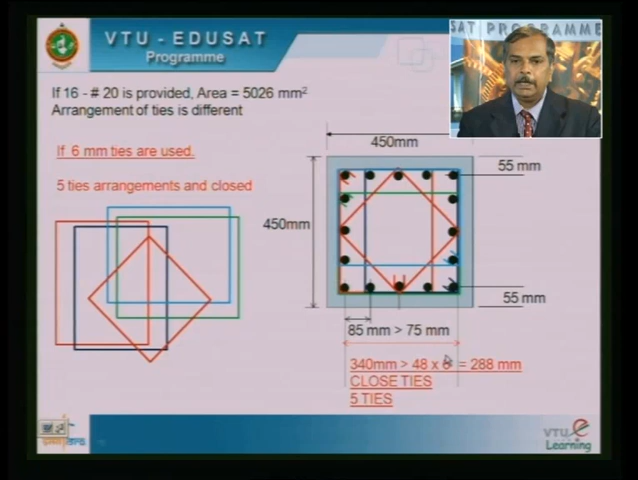 SAT PROGRAMME
VTU - EDUSAT
Programme
If 16 - # 20 is provided, Area = 5026 mm²
Arrangement of ties is different
If 6 mm ties are used.
5 ties arrangements and closed
450mm
55 mm
450mm
55 mm
85 mm > 75 mm
340mm > 48 x 6 = 288 mm
CLOSE TIES
5 TIES
VTU e
Learning